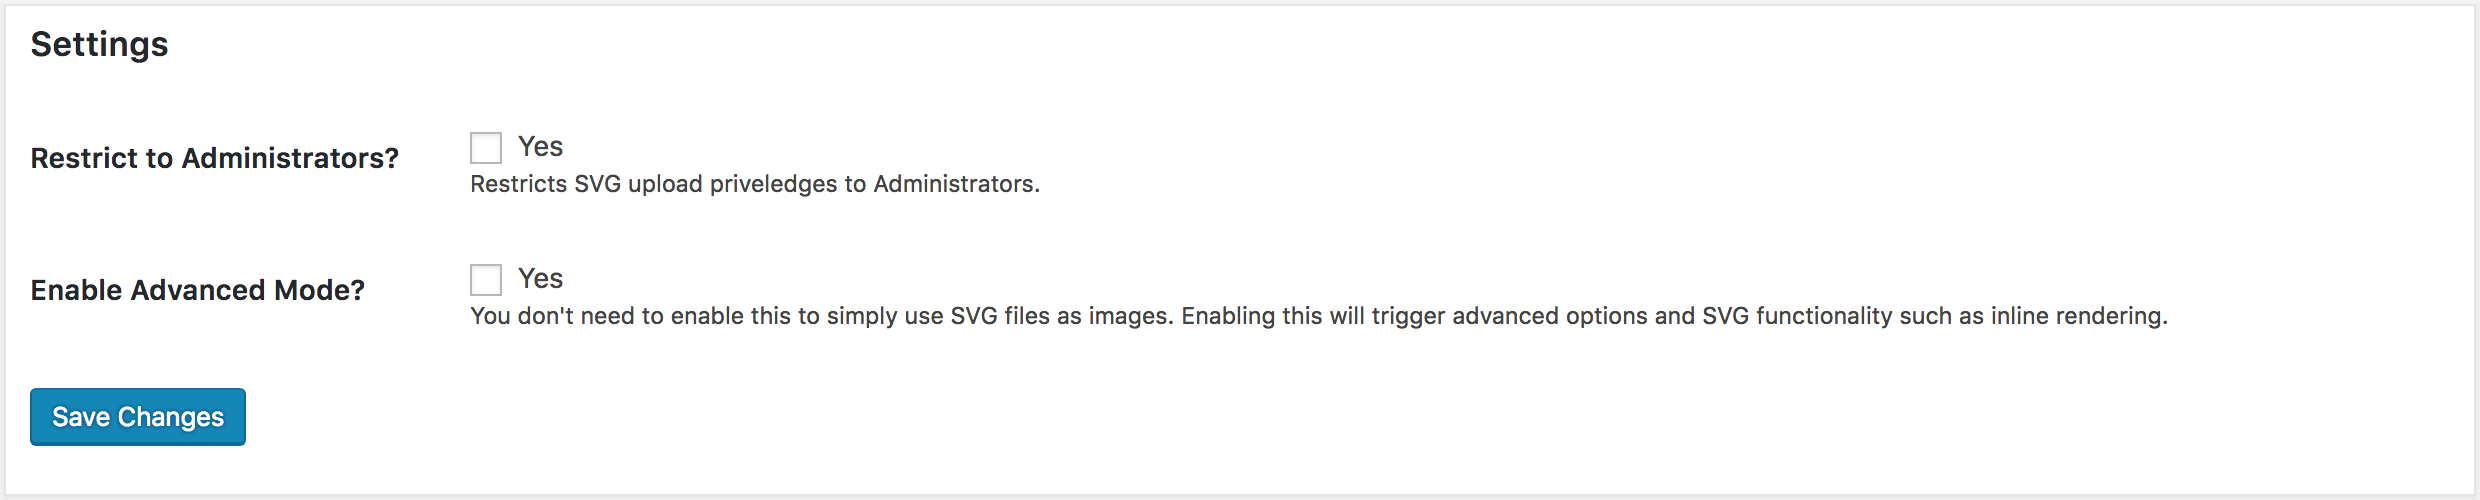 Settings
Restrict to Administrators?
Yes
Restricts SVG upload priveledges to Administrators.
Enable Advanced Mode?
Yes
You don't need to enable this to simply use SVG files as images. Enabling this will trigger advanced options and SVG functionality such as inline rendering.
Save Changes